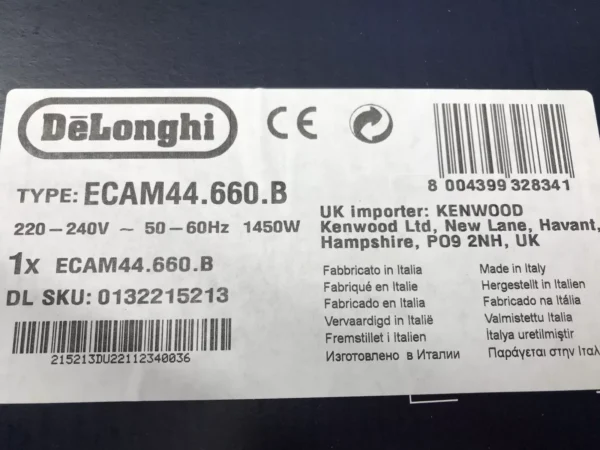 DēLonghi
CE
8 004399 328341
TYPE: ECAM44.660.B
220-240V ~ 50-60Hz 1450W
1x ECAM44.660.B
DL SKU: 0132215213
215213DU22112340036
UK importer: KENWOOD
Kenwood Ltd, New Lane, Havant,
Hampshire, PO9 2NH, UK
Fabbricato in Italia
Fabriqué en Italie
Fabricado en Italia
Vervaardigd in Italië
Fremstillet i Italien
Изготовлено в Италии
Made in Italy
Hergestellt in Italien
Fabricado na Itália
Valmistettu Italia
İtalya uretilmiştir
Παράγεται στην Ιταλ